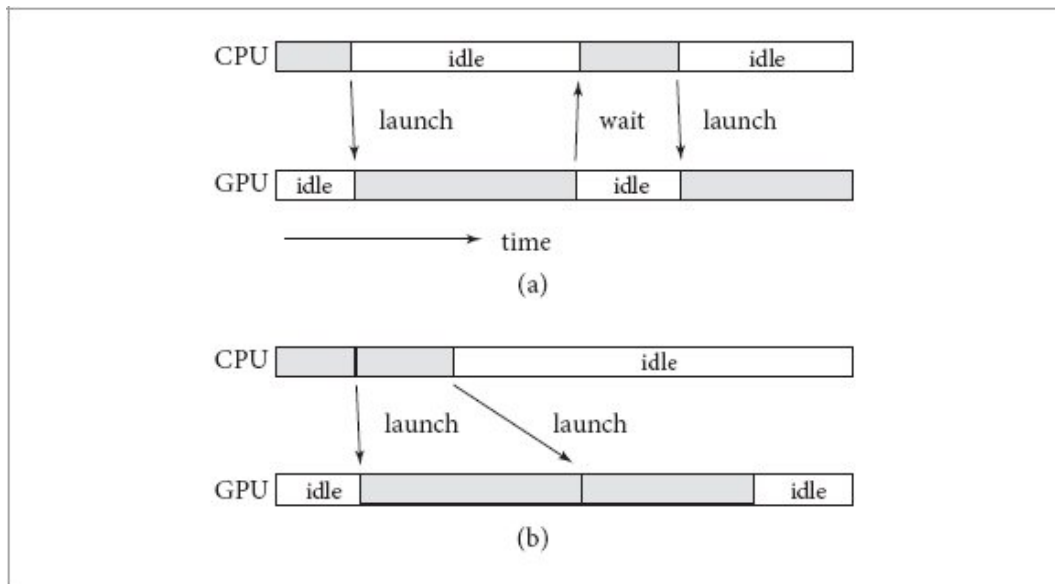 CPU idle idle
launch wait launch
GPU idle idle
time
(a)
CPU idle
launch launch
GPU idle idle
(b)